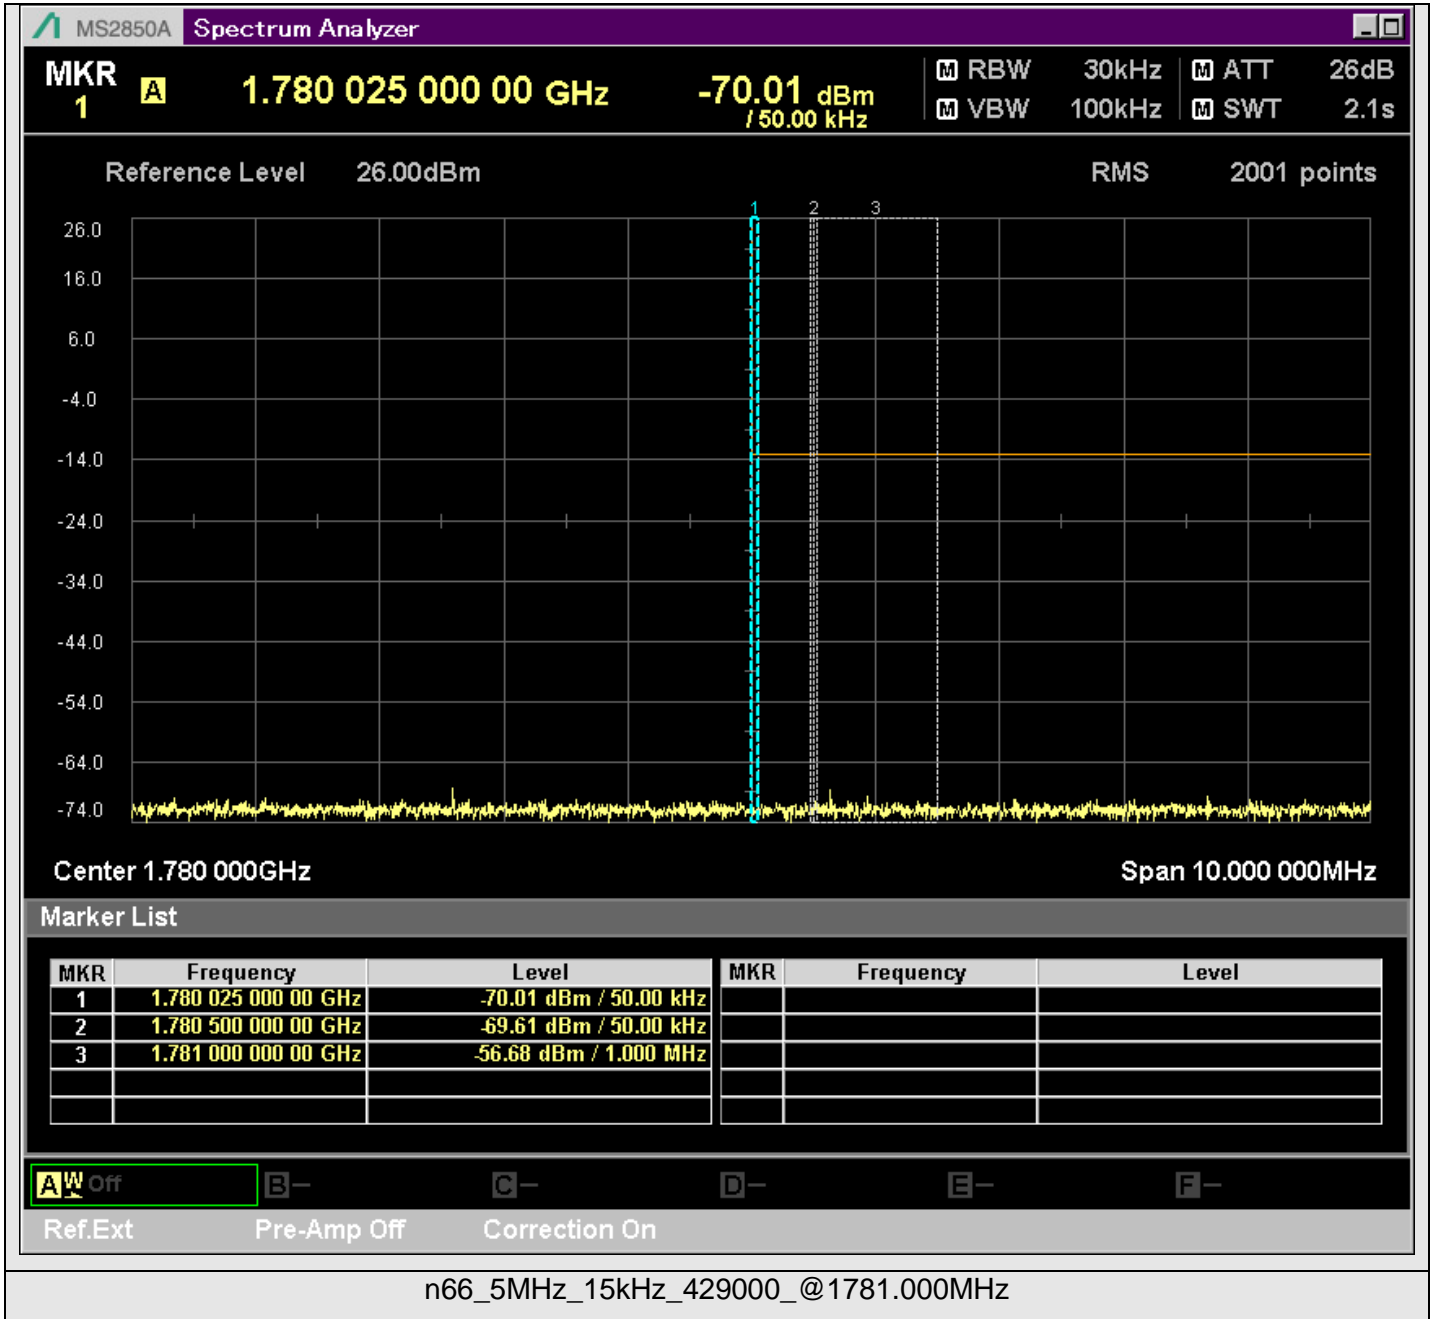 MS2850A Spectrum Analyzer
MKR 1 A 1.780 025 000 00 GHz -70.01 dBm / 50.00 kHz
M RBW 30kHz M ATT 26dB
M VBW 100kHz M SWT 2.1s
Reference Level 26.00dBm RMS 2001 points
1 2 3
26.0
16.0
6.0
-4.0
-14.0
-24.0
-34.0
-44.0
-54.0
-64.0
-74.0
Center 1.780 000GHz Span 10.000 000MHz
Marker List
MKR Frequency Level MKR Frequency Level
1 1.780 025 000 00 GHz -70.01 dBm / 50.00 kHz
2 1.780 500 000 00 GHz -69.61 dBm / 50.00 kHz
3 1.781 000 000 00 GHz -56.68 dBm / 1.000 MHz
A W Off B - C - D - E - F -
Ref.Ext Pre-Amp Off Correction On
n66_5MHz_15kHz_429000_@1781.000MHz